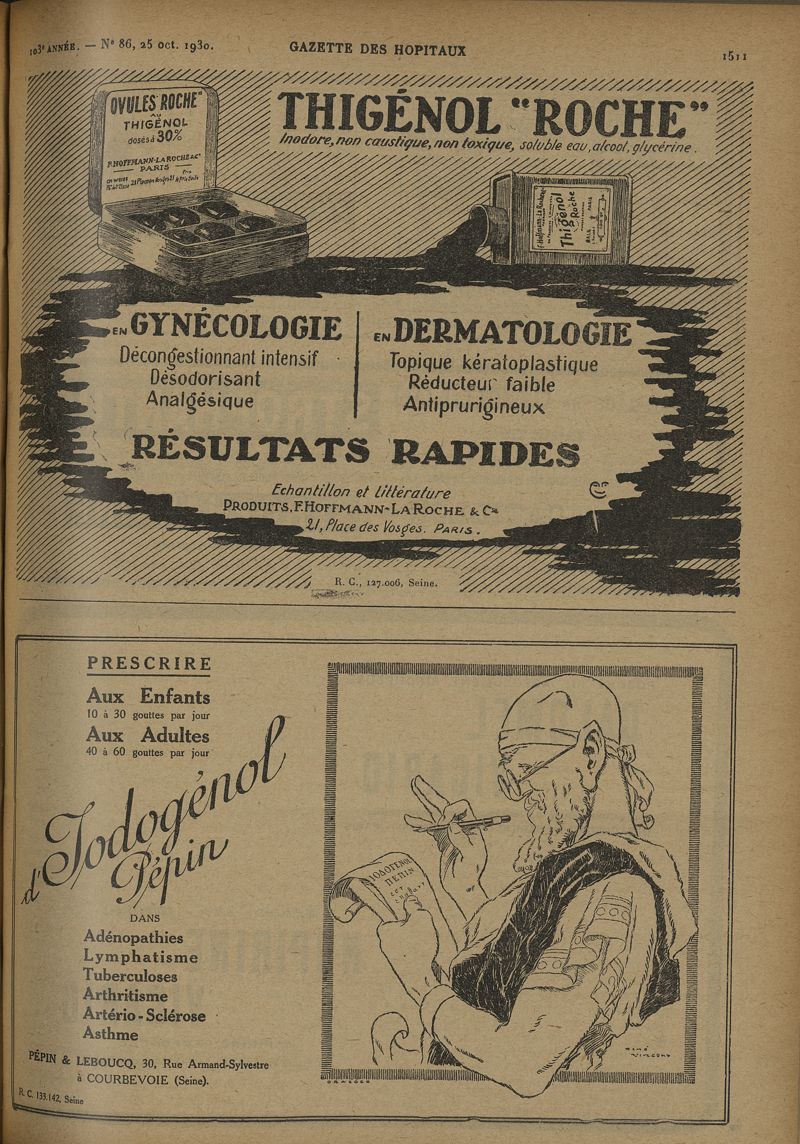 103e ANNÉE. — No 86, 25 oct. 1930.
GAZETTE DES HOPITAUX
1511
OVULES ROCHE"
AU
THIGÉNOL
dosés à 30%
F. HOFFMANN-LA ROCHE & Cie
PARIS
THIGÉNOL "ROCHE"
Inodore, non caustique, non toxique, soluble eau, alcool, glycérine.
Thigénol
Roche
EN GYNÉCOLOGIE
Décongestionnant intensif
Désodorisant
Analgésique
EN DERMATOLOGIE
Topique kératoplastique
Réducteur faible
Antiprurigineux
RÉSULTATS RAPIDES
Echantillon et Littérature
PRODUITS, F. HOFFMANN-LA ROCHE & Cie
21, Place des Vosges. PARIS.
R. C., 127.006, Seine.
PRESCRIRE
Aux Enfants
10 à 30 gouttes par jour
Aux Adultes
40 à 60 gouttes par jour
d'Iodogénol
Pépin
DANS
Adénopathies
Lymphatisme
Tuberculoses
Arthritisme
Artério-Sclérose
Asthme
PÉPIN & LEBOUCQ, 30, Rue Armand-Sylvestre
à COURBEVOIE (Seine).
R. C. 133.142, Seine
ΙΟΔΟΓΕΝΟΛ
ΠΕΠΙΝ
DRAEGER
RENÉ
VINCENT